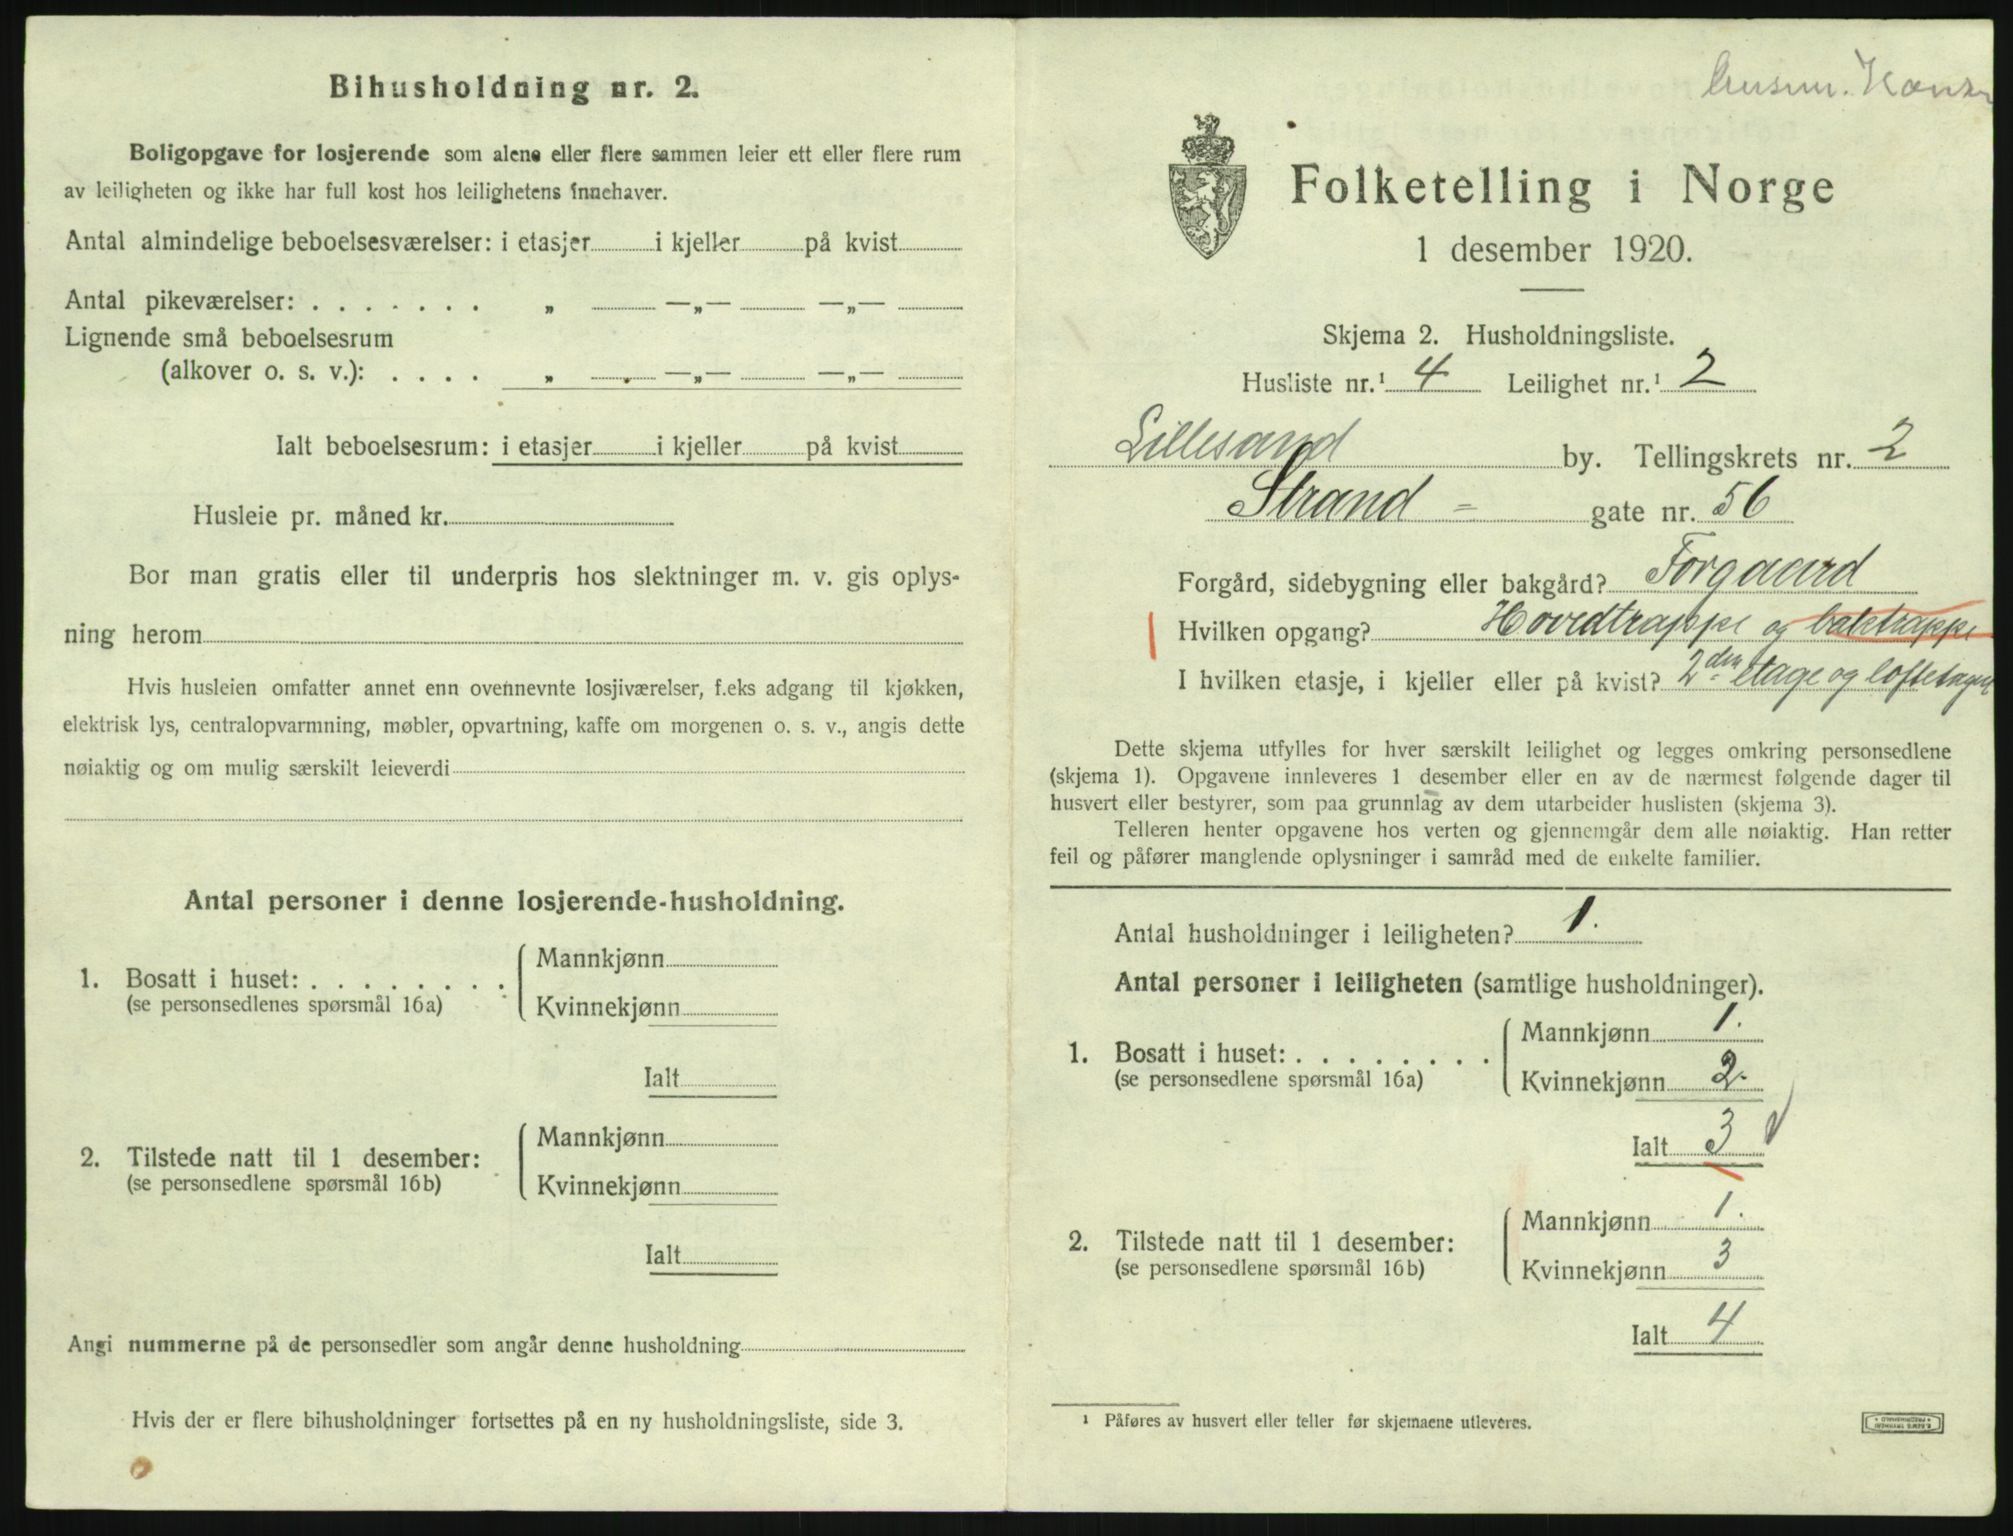 Bihusholdning nr. 2.
Boligopgave for losjerende som alene eller flere sammen leier ett eller flere rum
av leiligheten og ikke har full kost hos leilighetens innehaver.
Antal almindelige beboelsesværelser: i etasjer i kjeller på kvist
Antal pikeværelser: . . . . . . . „ —„— —„—
Lignende små beboelsesrum
(alkover o. s. v.): . . . . „ —„— —„—
Ialt beboelsesrum: i etasjer i kjeller på kvist
Husleie pr. måned kr.
Bor man gratis eller til underpris hos slektninger m. v. gis oplys-
ning herom
Hvis husleien omfatter annet enn ovennevnte losjiværelser, f.eks adgang til kjøkken,
elektrisk lys, centralopvarmning, møbler, opvartning, kaffe om morgenen o. s. v., angis dette
nøiaktig og om mulig særskilt leieverdi
Antal personer i denne losjerende-husholdning.
1. Bosatt i huset: . . . . . . . . Mannkjønn
(se personsedlenes spørsmål 16a) Kvinnekjønn
Ialt
2. Tilstede natt til 1 desember: Mannkjønn
(se personsedlene spørsmål 16b) Kvinnekjønn
Ialt
Angi nummerne på de personsedler som angår denne husholdning
Hvis der er flere bihusholdninger fortsettes på en ny husholdningsliste, side 3.
Folketelling i Norge
1 desember 1920.
Skjema 2. Husholdningsliste.
Husliste nr.¹ 4 Leilighet nr.¹ 2
Lillesand by. Tellingskrets nr. 2
Strand = gate nr. 56
Forgård, sidebygning eller bakgård? Forgaard
Hvilken opgang? Hovedtrappe og baktrappe
I hvilken etasje, i kjeller eller på kvist? 2den etage og loftetage
Dette skjema utfylles for hver særskilt leilighet og legges omkring personsedlene
(skjema 1). Opgavene innleveres 1 desember eller en av de nærmest følgende dager til
husvert eller bestyrer, som paa grunnlag av dem utarbeider huslisten (skjema 3).
Telleren henter opgavene hos verten og gjennemgår dem alle nøiaktig. Han retter
feil og påfører manglende oplysninger i samråd med de enkelte familier.
Antal husholdninger i leiligheten? 1.
Antal personer i leiligheten (samtlige husholdninger).
1. Bosatt i huset: . . . . . . . . Mannkjønn 1.
(se personsedlene spørsmål 16a) Kvinnekjønn 2.
Ialt 3
2. Tilstede natt til 1 desember: Mannkjønn 1.
(se personsedlene spørsmål 16b) Kvinnekjønn 3
Ialt 4
¹ Påføres av husvert eller teller før skjemaene utleveres.